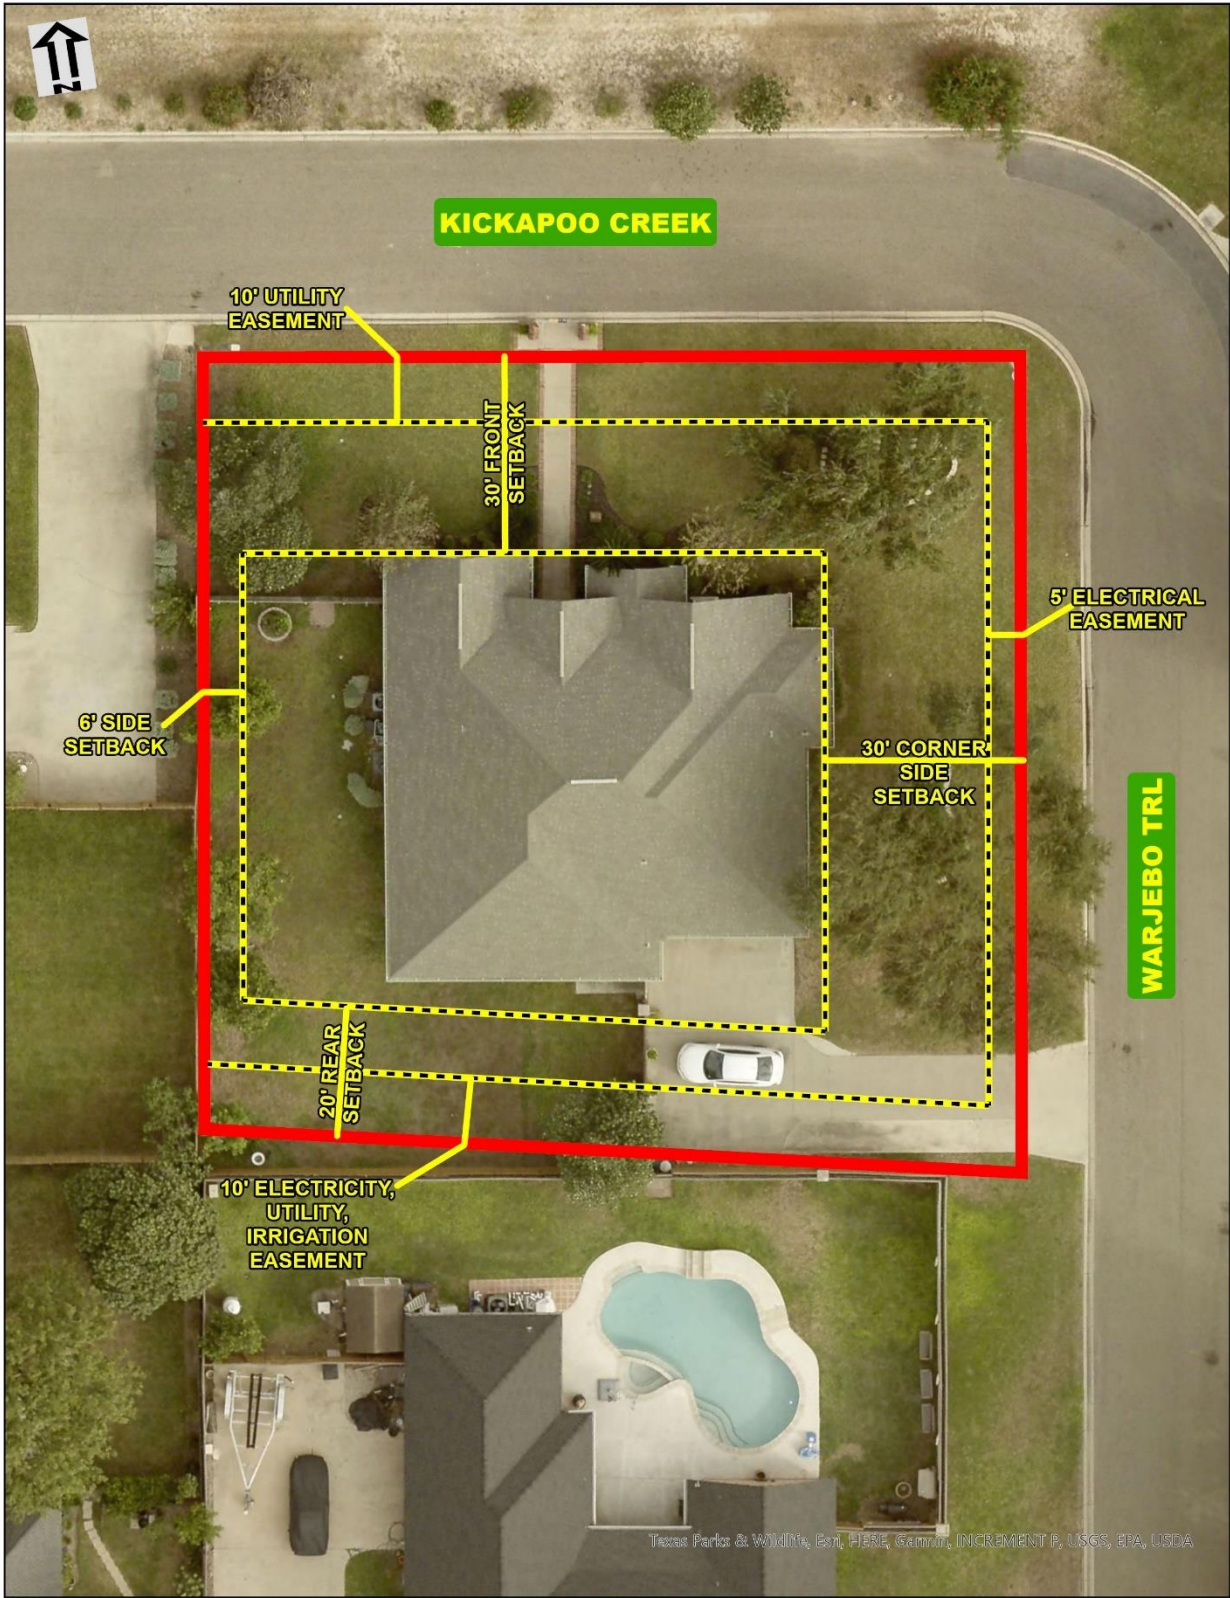 N
KICKAPOO CREEK
10' UTILITY
EASEMENT
30' FRONT
SETBACK
5' ELECTRICAL
EASEMENT
6' SIDE
SETBACK
30' CORNER
SIDE
SETBACK
WARJEBO TRL
20' REAR
SETBACK
10' ELECTRICITY,
UTILITY,
IRRIGATION
EASEMENT
Texas Parks & Wildlife, Esri, HERE, Garmin, INCREMENT P, USGS, EPA, USDA